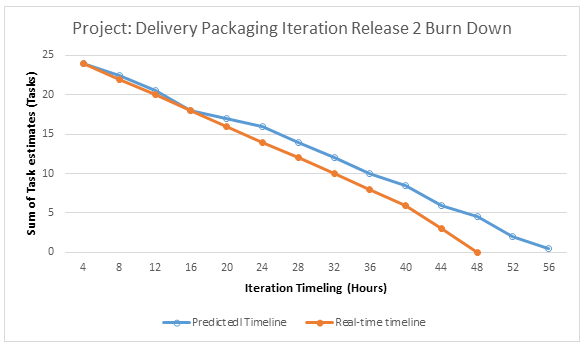 Project: Delivery Packaging Iteration Release 2 Burn Down
25
20
15
10
5
0
Sum of Task estimates (Tasks)
4 8 12 16 20 24 28 32 36 40 44 48 52 56
Iteration Timeling (Hours)
Predictedl Timeline Real-time timeline